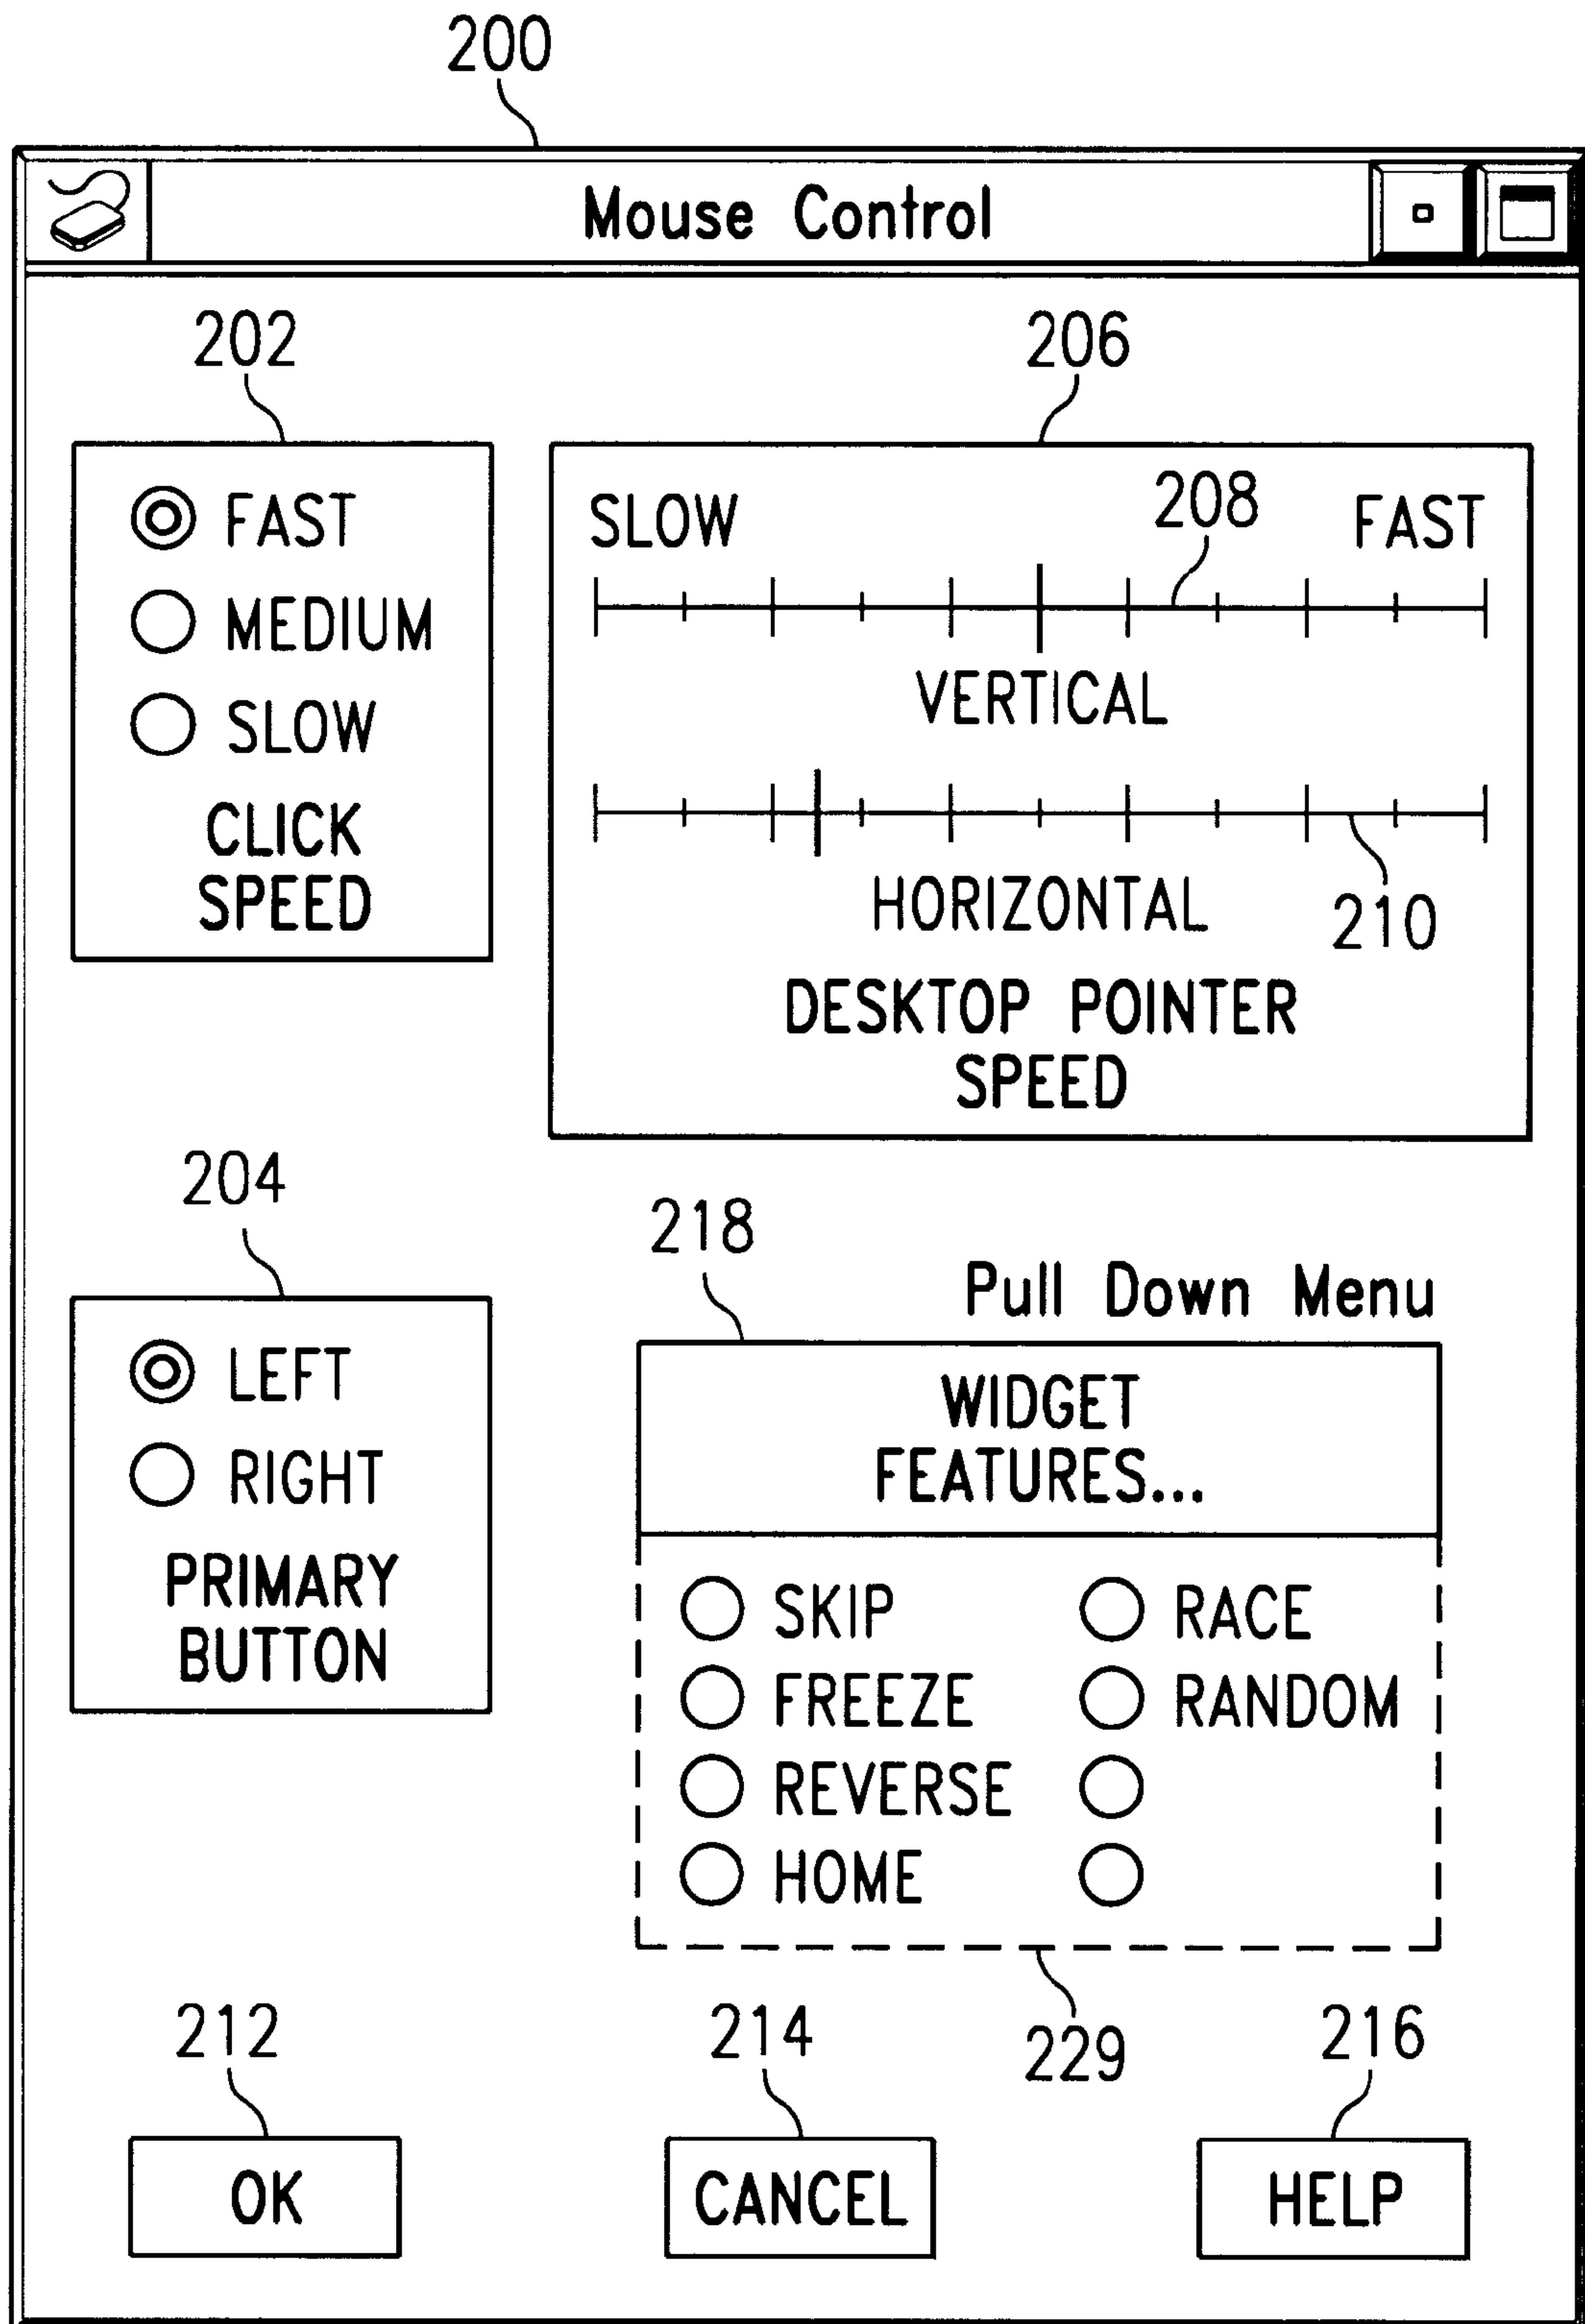 200
Mouse Control
202
206
FAST
MEDIUM
SLOW
CLICK
SPEED
SLOW
208
FAST
VERTICAL
HORIZONTAL
210
DESKTOP POINTER
SPEED
204
LEFT
RIGHT
PRIMARY
BUTTON
218
Pull Down Menu
WIDGET
FEATURES...
SKIP
RACE
FREEZE
RANDOM
REVERSE
HOME
229
212
214
216
OK
CANCEL
HELP